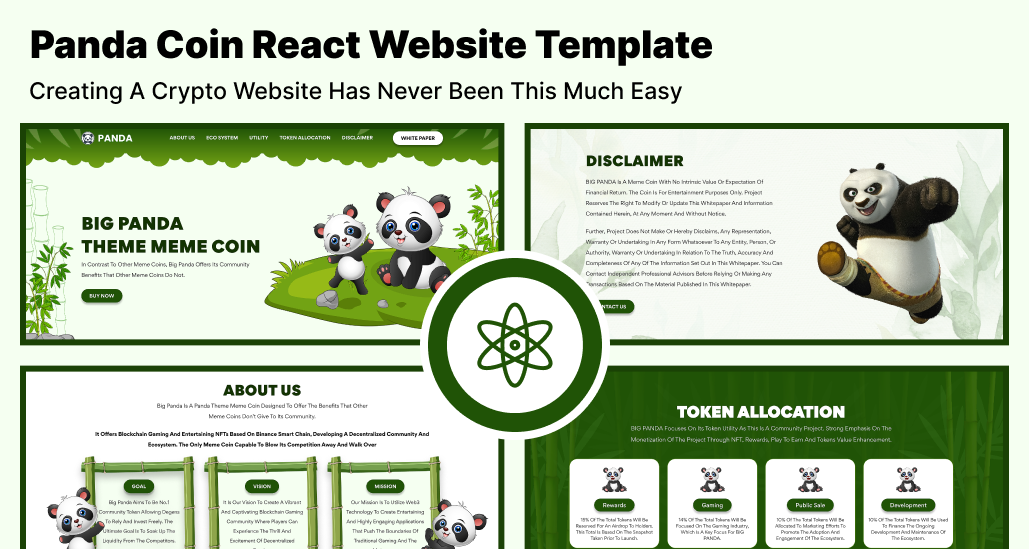 Panda Coin React Website Template
Creating A Crypto Website Has Never Been This Much Easy
PANDA
ABOUT US
ECO SYSTEM
UTILITY
TOKEN ALLOCATION
DISCLAIMER
WHITE PAPER
BIG PANDA
THEME MEME COIN
In Contrast To Other Meme Coins, Big Panda Offers Its Community
Benefits That Other Meme Coins Do Not.
BUY NOW
DISCLAIMER
BIG PANDA Is A Meme Coin With No Intrinsic Value Or Expectation Of
Financial Return. The Coin Is For Entertainment Purposes Only. Project
Reserves The Right To Modify Or Update This Whitepaper And Information
Contained Herein, At Any Moment And Without Notice.
Further, Project Does Not Make Or Hereby Disclaims, Any Representation,
Warranty Or Undertaking In Any Form Whatsoever To Any Entity, Person, Or
Authority, Warranty Or Undertaking In Relation To The Truth, Accuracy And
Completeness Of Any Of The Information Set Out In This Whitepaper. You Can
Contact Independent Professional Advisors Before Relying Or Making Any
Transactions Based On The Material Published In This Whitepaper.
ABOUT US
Big Panda Is A Panda Theme Meme Coin Designed To Offer The Benefits That Other
Meme Coins Don't Give To Its Community.
It Offers Blockchain Gaming And Entertaining NFTs Based On Binance Smart Chain, Developing A Decentralized Community And
Ecosystem. The Only Meme Coin Capable To Blow Its Competition Away And Walk Over
GOAL
Big Panda Aims To Be No.1
Community Token Allowing Degens
To Rely And Invest Freely. The
Ultimate Goal Is To Soak Up The
Liquidity From The Competitors.
VISION
It Is Our Vision To Create A Vibrant
And Captivating Blockchain Gaming
Community Where Players Can
Experience The Thrill And
Excitement Of Decentralized
MISSION
Our Mission Is To Utilize Web3
Technology To Create Entertaining
And Highly Engaging Applications
That Push The Boundaries Of
Traditional Gaming And The
TOKEN ALLOCATION
BIG PANDA Focuses On Its Token Utility As This Is A Community Project. Strong Emphasis On The
Monetization Of The Project Through NFT, Rewards, Play To Earn And Tokens Value Enhancement.
Rewards
15% Of The Total Tokens Will Be
Reserved For An Airdrop To Holders.
This Total Is Based On The Snapshot
Taken Prior To Launch.
Gaming
14% Of The Total Tokens Will Be
Focused On The Gaming Industry,
Which Is A Key Focus For BIG
PANDA.
Public Sale
10% Of The Total Tokens Will Be
Allocated To Marketing Efforts To
Promote The Adoption And
Engagement Of The Ecosystem.
Development
10% Of The Total Tokens Will Be Used
To Finance The Ongoing
Development And Maintenance Of
The Ecosystem.